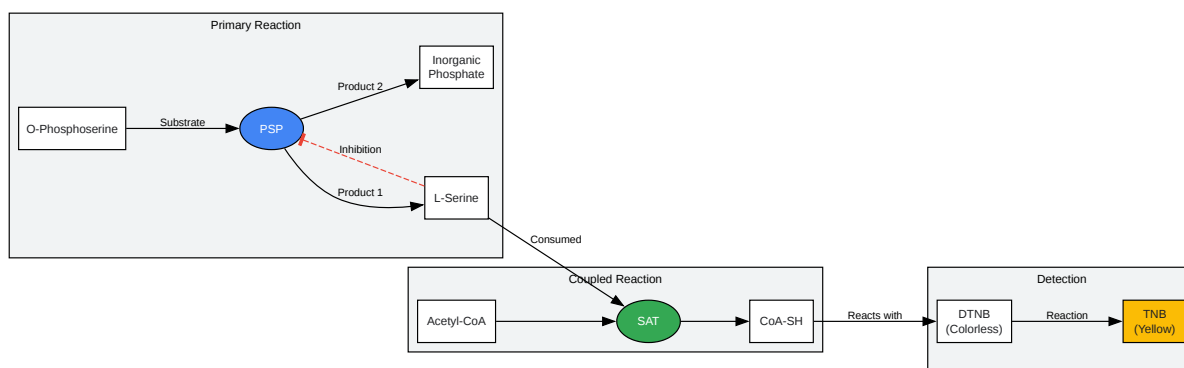 Primary Reaction
Inorganic
Phosphate
Product 2
O-Phosphoserine
Substrate
PSP
Inhibition
Product 1
L-Serine
Consumed
Coupled Reaction
Detection
Acetyl-CoA
SAT
CoA-SH
Reacts with
DTNB
(Colorless)
Reaction
TNB
(Yellow)